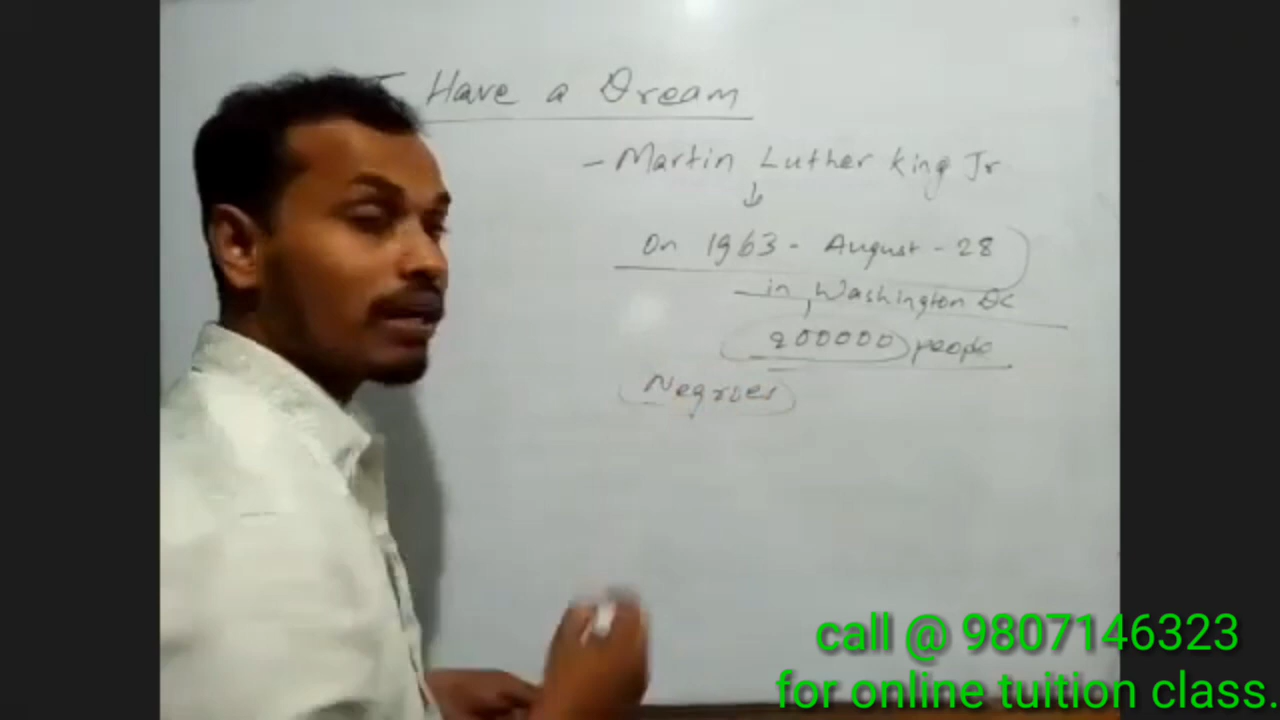 I Have a Dream
- Martin Luther King Jr
↓
On 1963 - August - 28
in Washington DC
200000 people
Negroes
call @ 9807146323
for online tuition class.